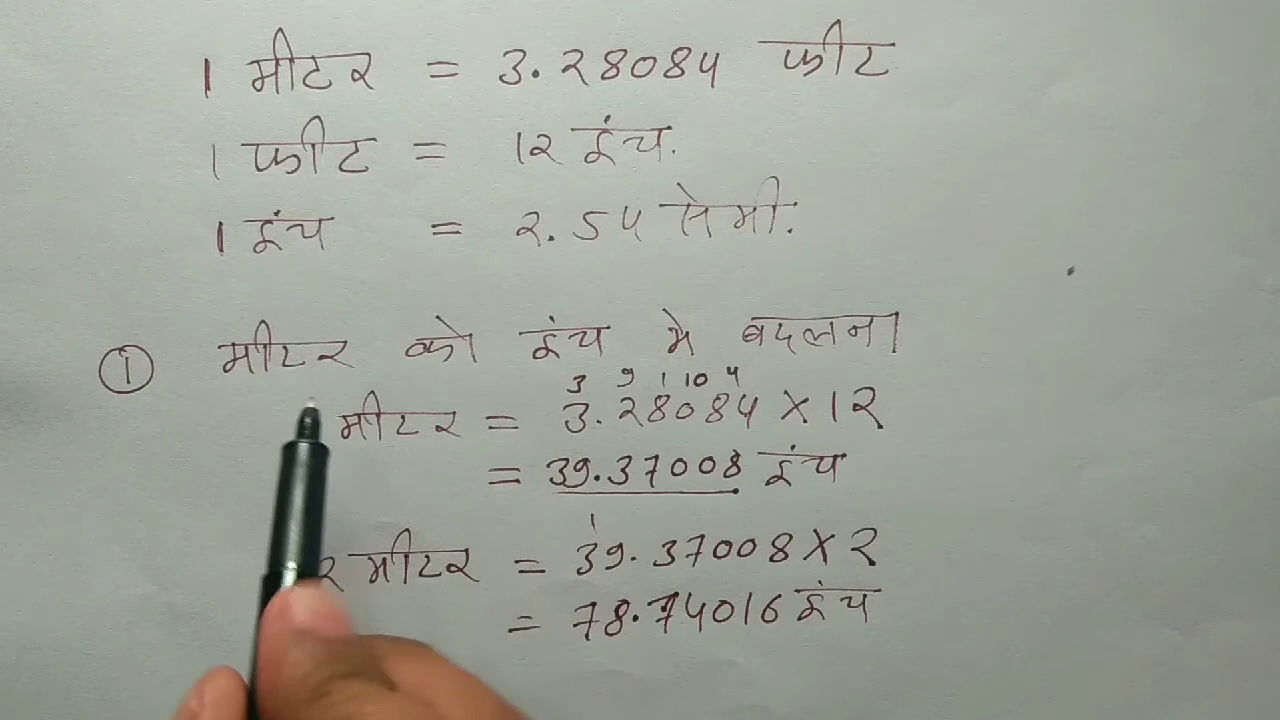 1 मीटर = 3.28084 फीट
1 फीट = 12 इंच.
1 इंच = 2.54 सेमी.
① मीटर को इंच मे बदलना
3 9 1 10 4
मीटर = 3.28084 × 12
= 39.37008 इंच
1
2 मीटर = 39.37008 × 2
= 78.74016 इंच